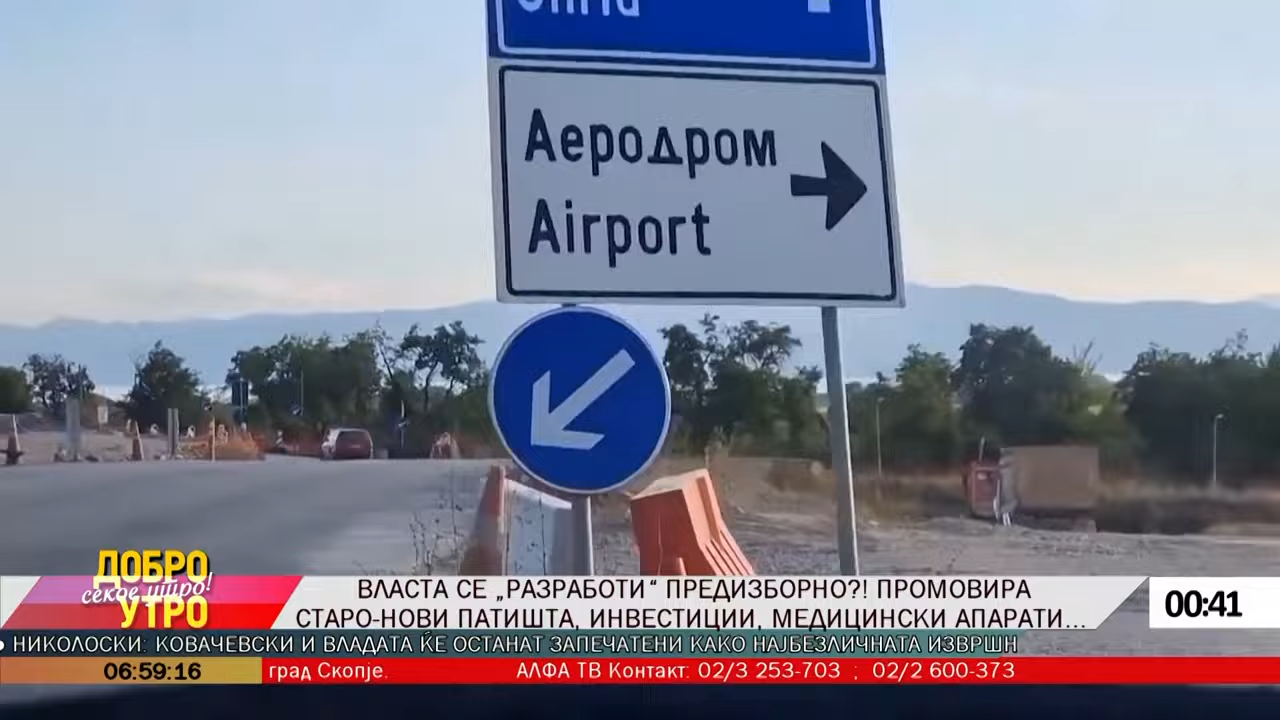 Аеродром
Airport
ДОБРО
секое утро!
УТРО
ВЛАСТА СЕ „РАЗРАБОТИ“ ПРЕДИЗБОРНО?! ПРОМОВИРА
СТАРО-НОВИ ПАТИШТА, ИНВЕСТИЦИИ, МЕДИЦИНСКИ АПАРАТИ...
00:41
НИКОЛОСКИ: КОВАЧЕВСКИ И ВЛАДАТА ЌЕ ОСТАНАТ ЗАПЕЧАТЕНИ КАКО НАЈБЕЗЛИЧНАТА ИЗВРШН
06:59:16
град Скопје. АЛФА ТВ Контакт: 02/3 253-703 ; 02/2 600-373